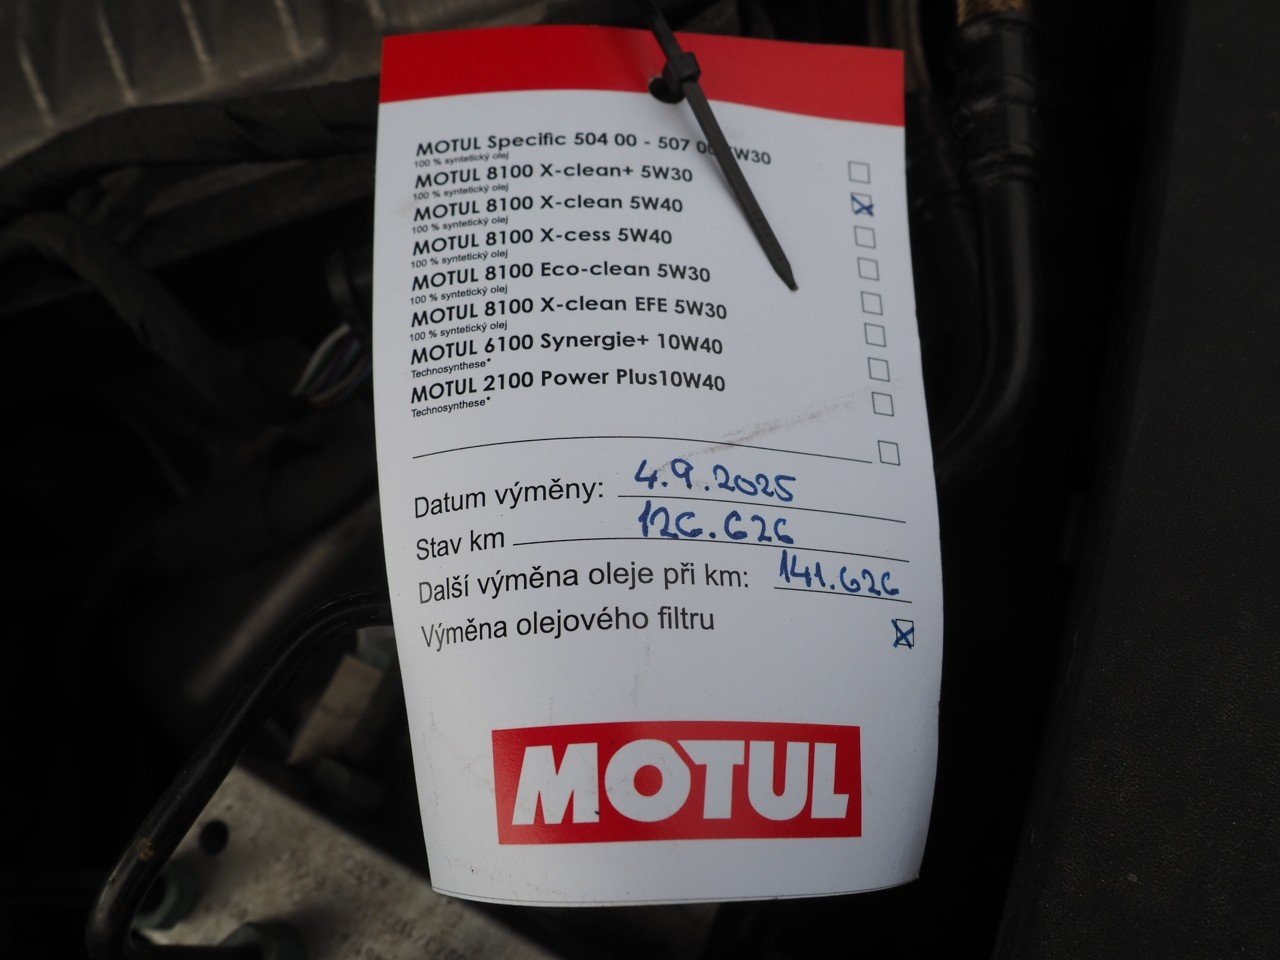 MOTUL Specific 504 00 - 507 00 5W30
100 % syntetický olej
MOTUL 8100 X-clean+ 5W30
100 % syntetický olej
MOTUL 8100 X-clean 5W40
100 % syntetický olej
MOTUL 8100 X-cess 5W40
100 % syntetický olej
MOTUL 8100 Eco-clean 5W30
100 % syntetický olej
MOTUL 8100 X-clean EFE 5W30
100 % syntetický olej
MOTUL 6100 Synergie+ 10W40
Technosynthese®
MOTUL 2100 Power Plus10W40
Technosynthese®
Datum výměny: 4.9.2025
Stav km 126.626
Další výměna oleje při km: 141.626
Výměna olejového filtru
MOTUL